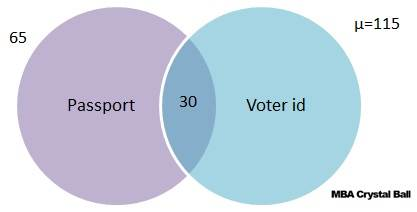 65
μ=115
Passport
30
Voter id
MBA Crystal Ball